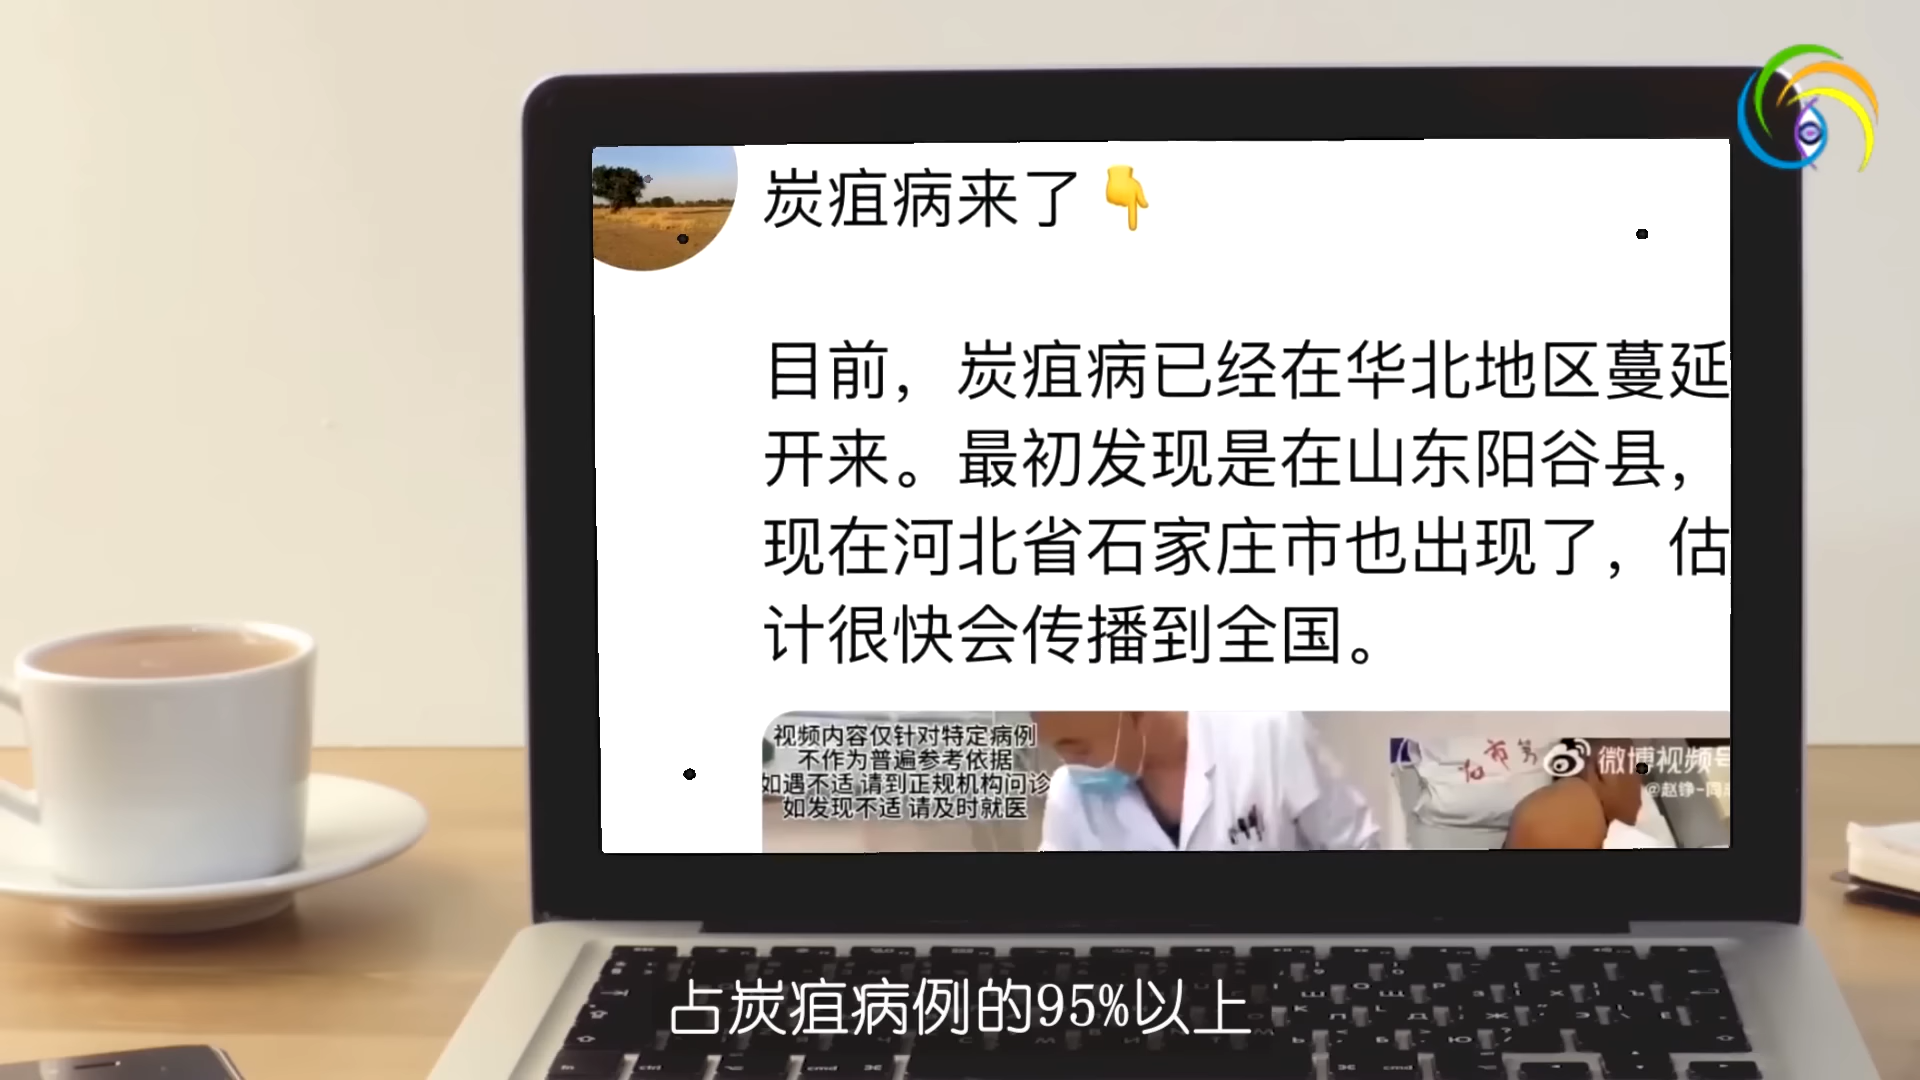 炭疽病来了👇
目前，炭疽病已经在华北地区蔓延
开来。最初发现是在山东阳谷县，
现在河北省石家庄市也出现了，估
计很快会传播到全国。
视频内容仅针对特定病例
不作为普遍参考依据
如遇不适 请到正规机构问诊
如发现不适 请及时就医
微博视频号
占炭疽病例的95%以上